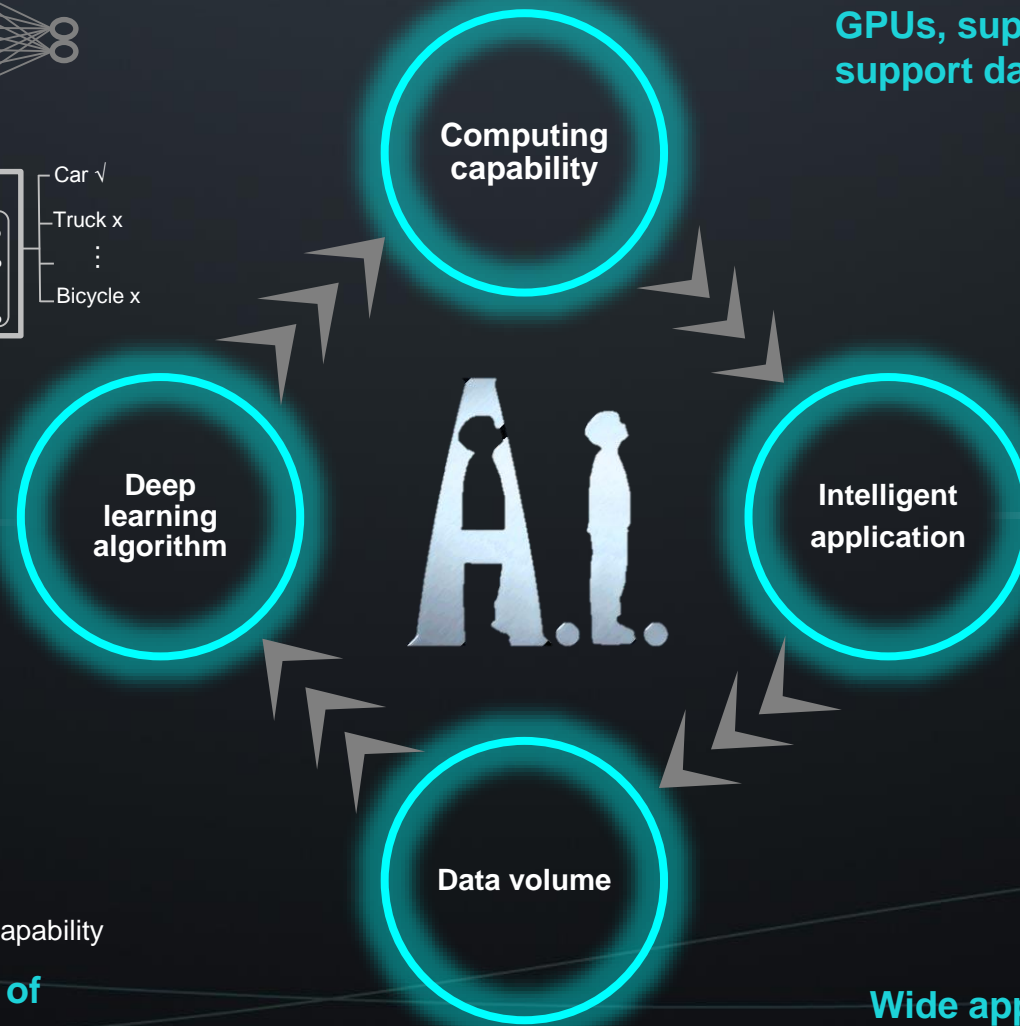 GPUs, sup
support da
Computing
capability
Car √
Truck x
⋮
Bicycle x
Deep
learning
algorithm
A.I.
Intelligent
application
Data volume
apability
of
Wide app